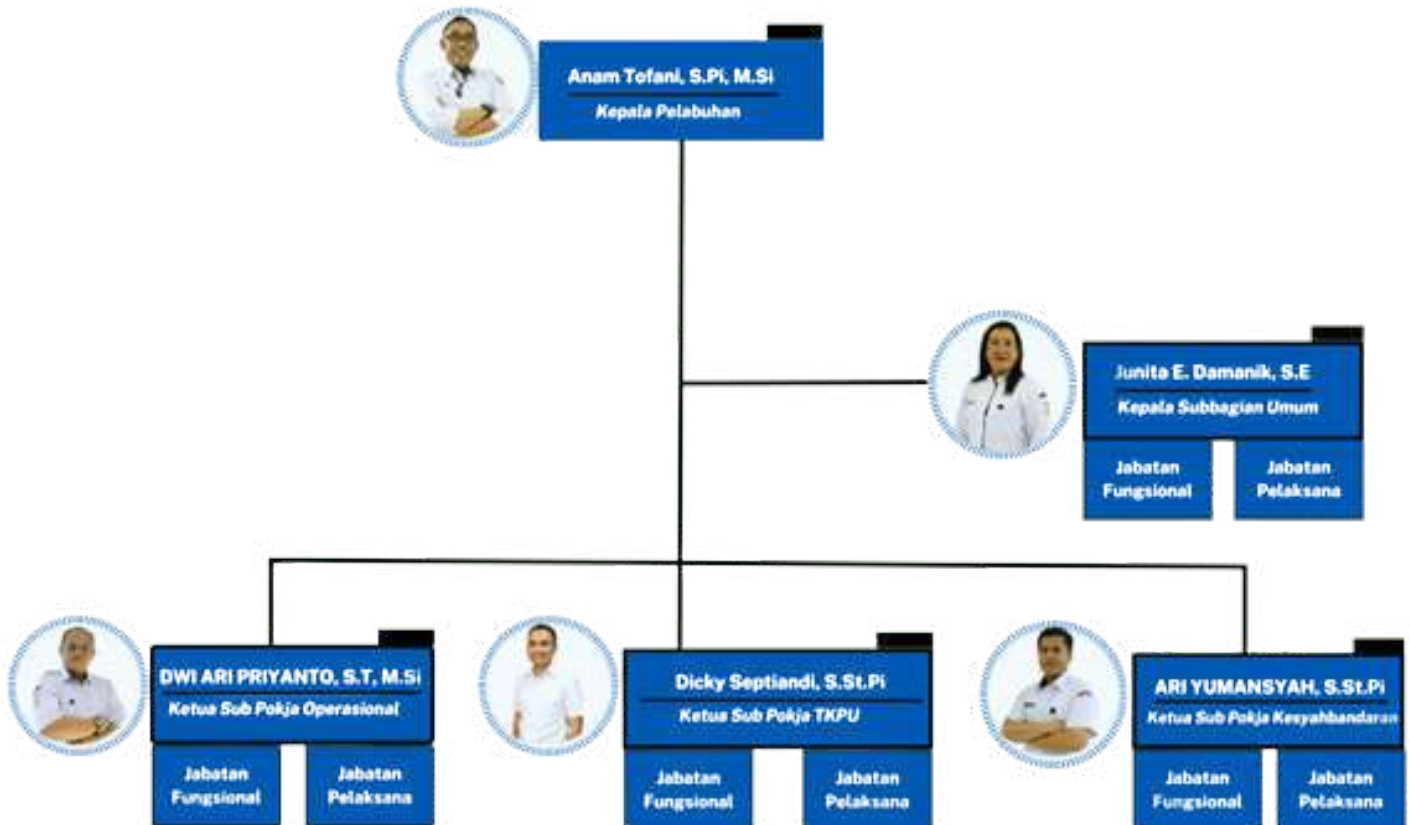 Anam Tofani, S.Pi, M.Si
Kepala Pelabuhan
Junita E. Damanik, S.E
Kepala Subbagian Umum
Jabatan
Fungsional
Jabatan
Pelaksana
DWI ARI PRIYANTO, S.T, M.Si
Ketua Sub Pokja Operasional
Jabatan
Fungsional
Jabatan
Pelaksana
Dicky Septiandi, S.St.Pi
Ketua Sub Pokja TKPU
Jabatan
Fungsional
Jabatan
Pelaksana
ARI YUMANSYAH, S.St.Pi
Ketua Sub Pokja Kesyahbandaran
Jabatan
Fungsional
Jabatan
Pelaksana